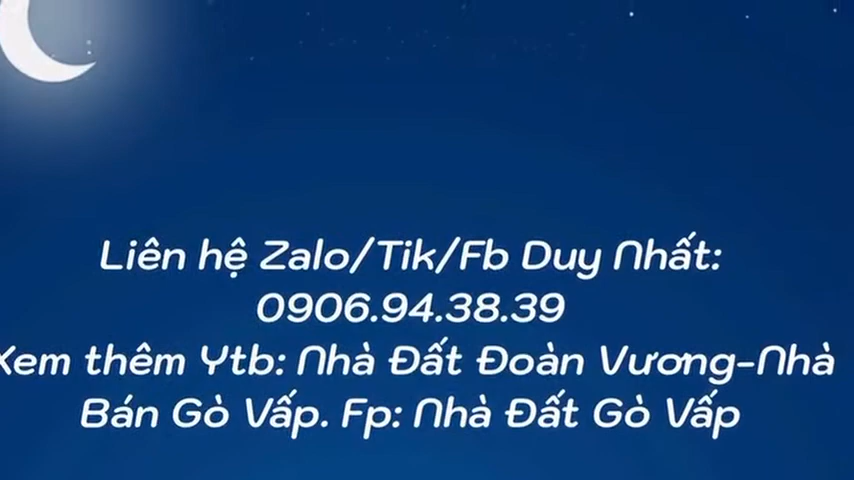 Liên hệ Zalo/Tik/Fb Duy Nhất:
0906.94.38.39
Xem thêm Ytb: Nhà Đất Đoàn Vương-Nhà
Bán Gò Vấp. Fp: Nhà Đất Gò Vấp